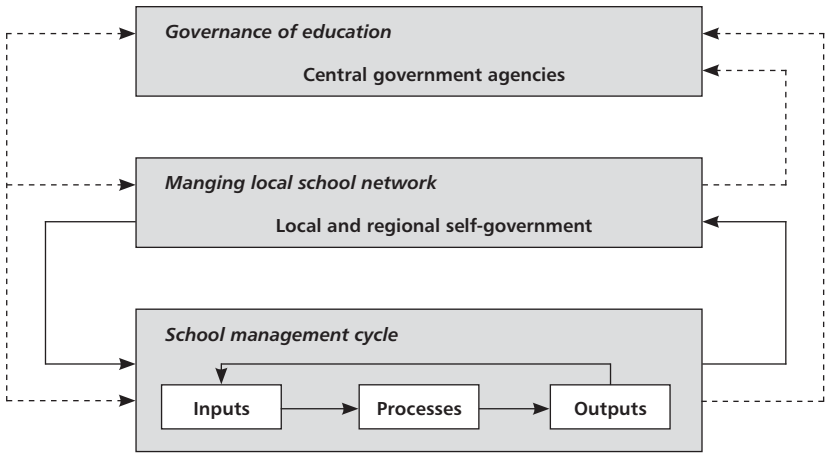 Governance of education
Central government agencies
Manging local school network
Local and regional self-government
School management cycle
Inputs
Processes
Outputs